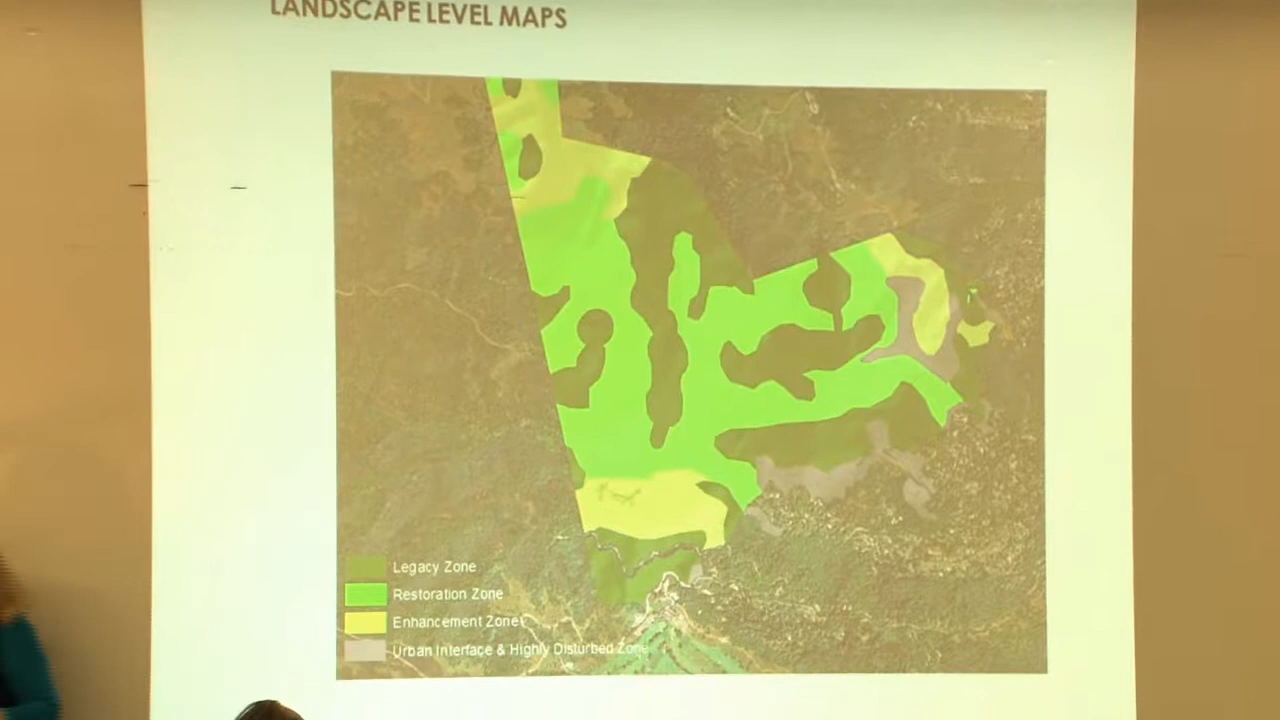 LANDSCAPE LEVEL MAPS
Legacy Zone
Restoration Zone
Enhancement Zone
Urban Interface & Highly Disturbed Zone